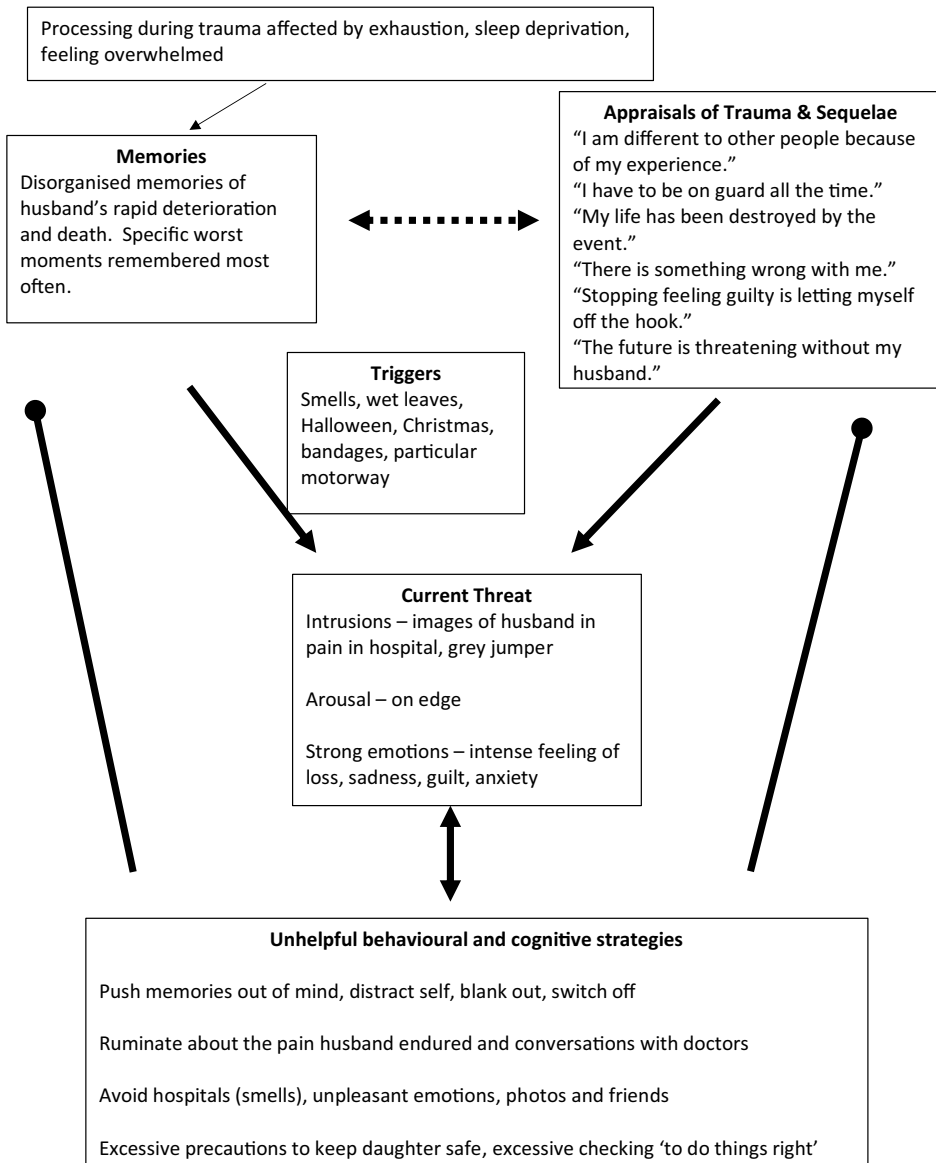 Processing during trauma affected by exhaustion, sleep deprivation,
feeling overwhelmed
Memories
Disorganised memories of
husband’s rapid deterioration
and death.  Specific worst
moments remembered most
often.
Appraisals of Trauma & Sequelae
“I am different to other people because
of my experience.”
“I have to be on guard all the time.”
“My life has been destroyed by the
event.”
“There is something wrong with me.”
“Stopping feeling guilty is letting myself
off the hook.”
“The future is threatening without my
husband.”
Triggers
Smells, wet leaves,
Halloween, Christmas,
bandages, particular
motorway
Current Threat
Intrusions – images of husband in
pain in hospital, grey jumper
Arousal – on edge
Strong emotions – intense feeling of
loss, sadness, guilt, anxiety
Unhelpful behavioural and cognitive strategies
Push memories out of mind, distract self, blank out, switch off
Ruminate about the pain husband endured and conversations with doctors
Avoid hospitals (smells), unpleasant emotions, photos and friends
Excessive precautions to keep daughter safe, excessive checking ‘to do things right’